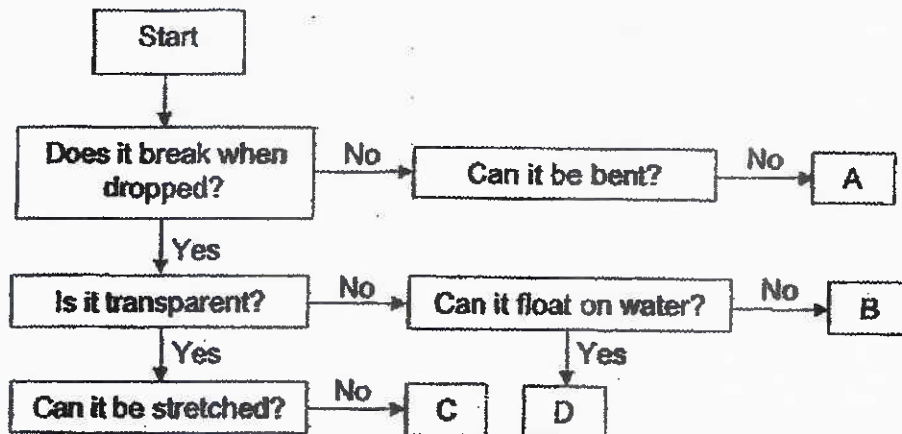 Start
Does it break when
dropped?
No
Can it be bent?
No
A
Yes
Is it transparent?
No
Can it float on water?
No
B
Yes
Yes
Can it be stretched?
No
C
D